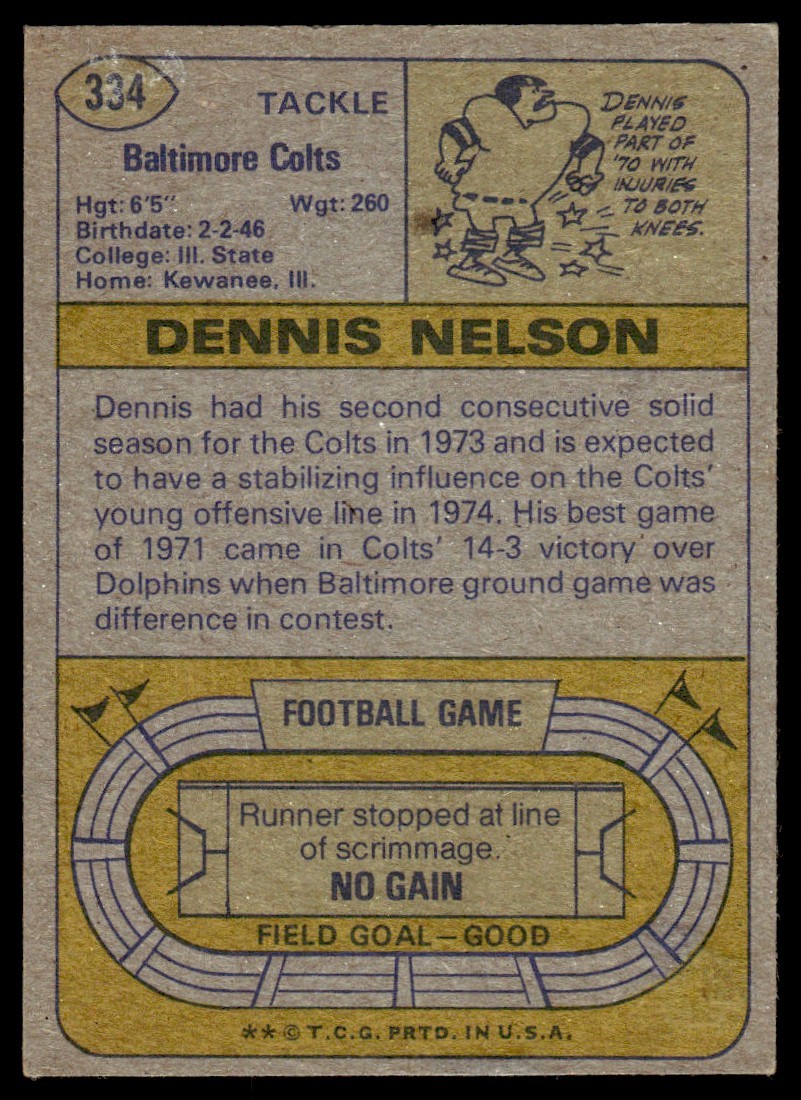 334
TACKLE
Baltimore Colts
Hgt: 6'5" Wgt: 260
Birthdate: 2-2-46
College: Ill. State
Home: Kewanee, Ill.
DENNIS
PLAYED
PART OF
'70 WITH
INJURIES
TO BOTH
KNEES.
DENNIS NELSON
Dennis had his second consecutive solid
season for the Colts in 1973 and is expected
to have a stabilizing influence on the Colts'
young offensive line in 1974. His best game
of 1971 came in Colts' 14-3 victory over
Dolphins when Baltimore ground game was
difference in contest.
FOOTBALL GAME
Runner stopped at line
of scrimmage.
NO GAIN
FIELD GOAL—GOOD
** © T.C.G. PRTD. IN U.S.A.